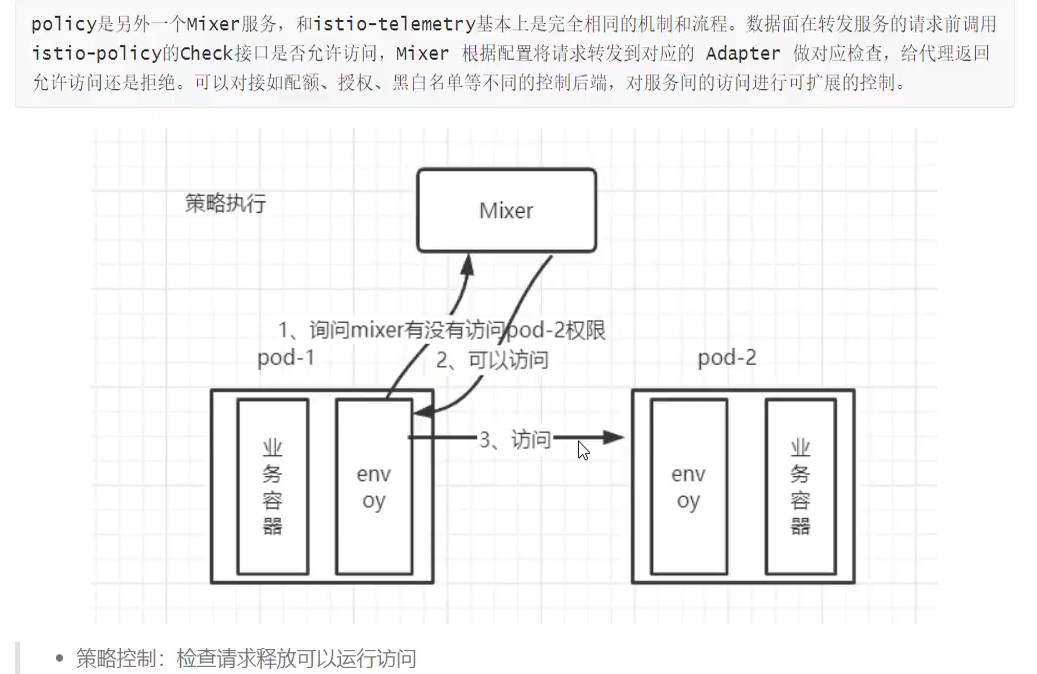 policy是另外一个Mixer服务，和istio-telemetry基本上是完全相同的机制和流程。数据面在转发服务的请求前调用
istio-policy的Check接口是否允许访问，Mixer 根据配置将请求转发到对应的 Adapter 做对应检查，给代理返回
允许访问还是拒绝。可以对接如配额、授权、黑白名单等不同的控制后端，对服务间的访问进行可扩展的控制。
策略执行
Mixer
1、询问mixer有没有访问pod-2权限
pod-1
2、可以访问
pod-2
3、访问
业
务
容
器
env
oy
env
oy
业
务
容
器
策略控制：检查请求释放可以运行访问